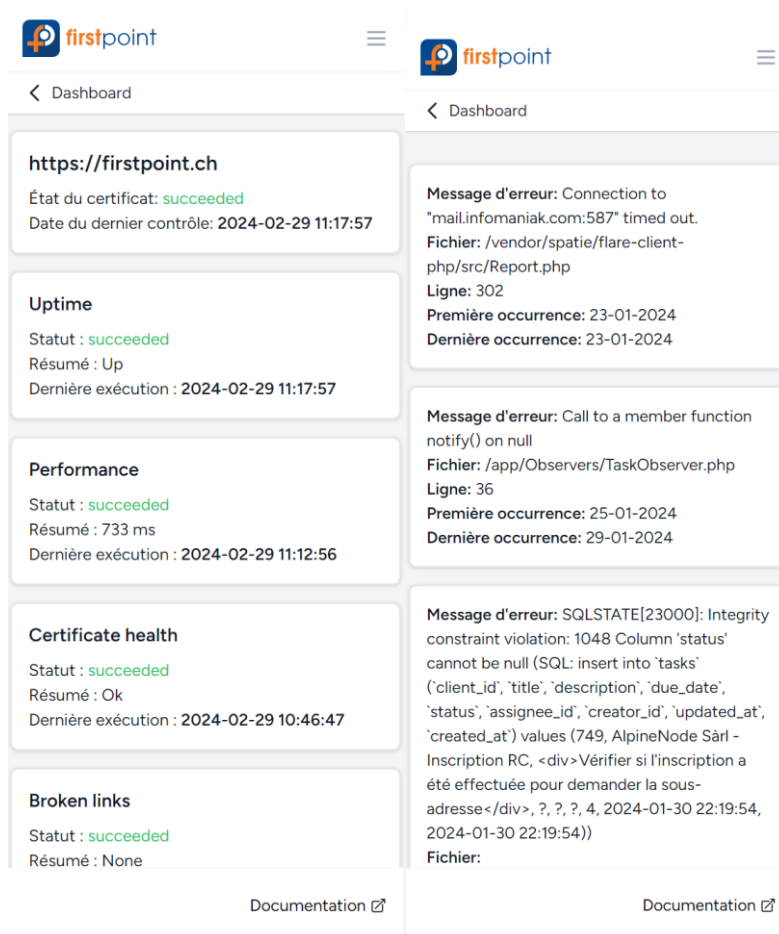 firstpoint
Dashboard
https://firstpoint.ch
État du certificat: succeeded
Date du dernier contrôle: 2024-02-29 11:17:57
Uptime
Statut : succeeded
Résumé : Up
Dernière exécution : 2024-02-29 11:17:57
Performance
Statut : succeeded
Résumé : 733 ms
Dernière exécution : 2024-02-29 11:12:56
Certificate health
Statut : succeeded
Résumé : Ok
Dernière exécution : 2024-02-29 10:46:47
Broken links
Statut : succeeded
Résumé : None
Documentation
firstpoint
Dashboard
Message d'erreur: Connection to
"mail.infomaniak.com:587" timed out.
Fichier: /vendor/spatie/flare-client-
php/src/Report.php
Ligne: 302
Première occurrence: 23-01-2024
Dernière occurrence: 23-01-2024
Message d'erreur: Call to a member function
notify() on null
Fichier: /app/Observers/TaskObserver.php
Ligne: 36
Première occurrence: 25-01-2024
Dernière occurrence: 29-01-2024
Message d'erreur: SQLSTATE[23000]: Integrity
constraint violation: 1048 Column 'status'
cannot be null (SQL: insert into `tasks`
(`client_id`, `title`, `description`, `due_date`,
`status`, `assignee_id`, `creator_id`, `updated_at`,
`created_at`) values (749, AlpineNode Sàrl -
Inscription RC, <div>Vérifier si l'inscription a
été effectuée pour demander la sous-
adresse</div>, ?, ?, ?, 4, 2024-01-30 22:19:54,
2024-01-30 22:19:54))
Fichier:
Documentation